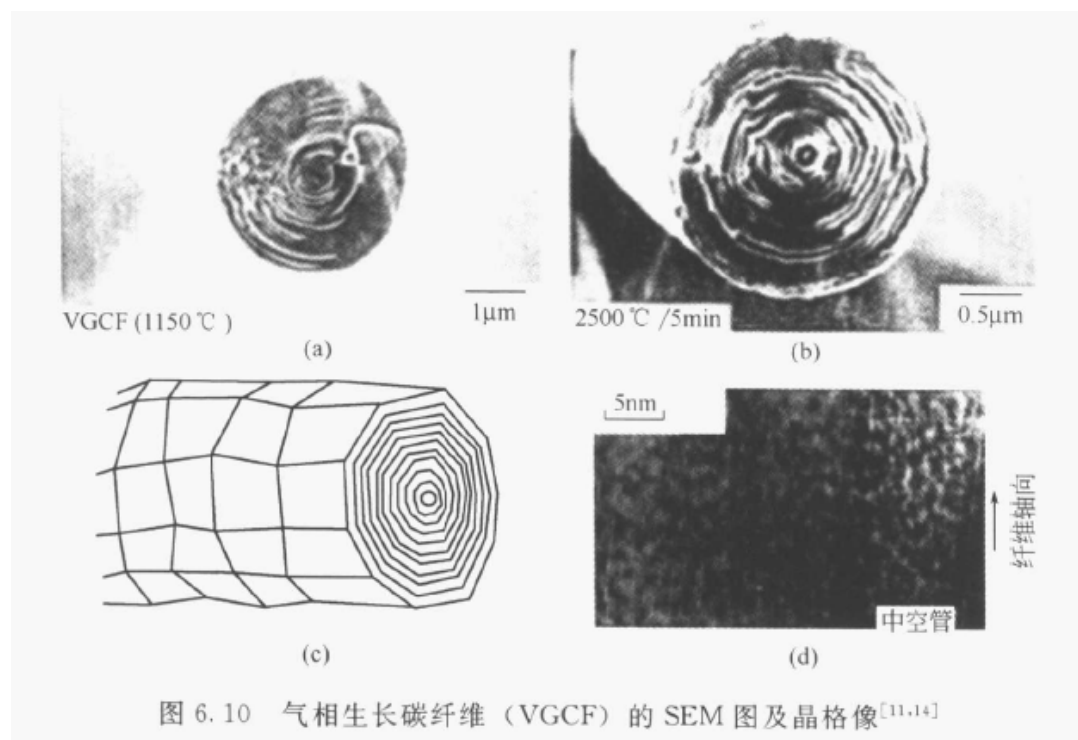 VGCF (1150℃)
1μm
(a)
2500℃/5min
0.5μm
(b)
(c)
5nm
纤维轴向
中空管
(d)
图 6.10 气相生长碳纤维（VGCF）的 SEM 图及晶格像[11,14]